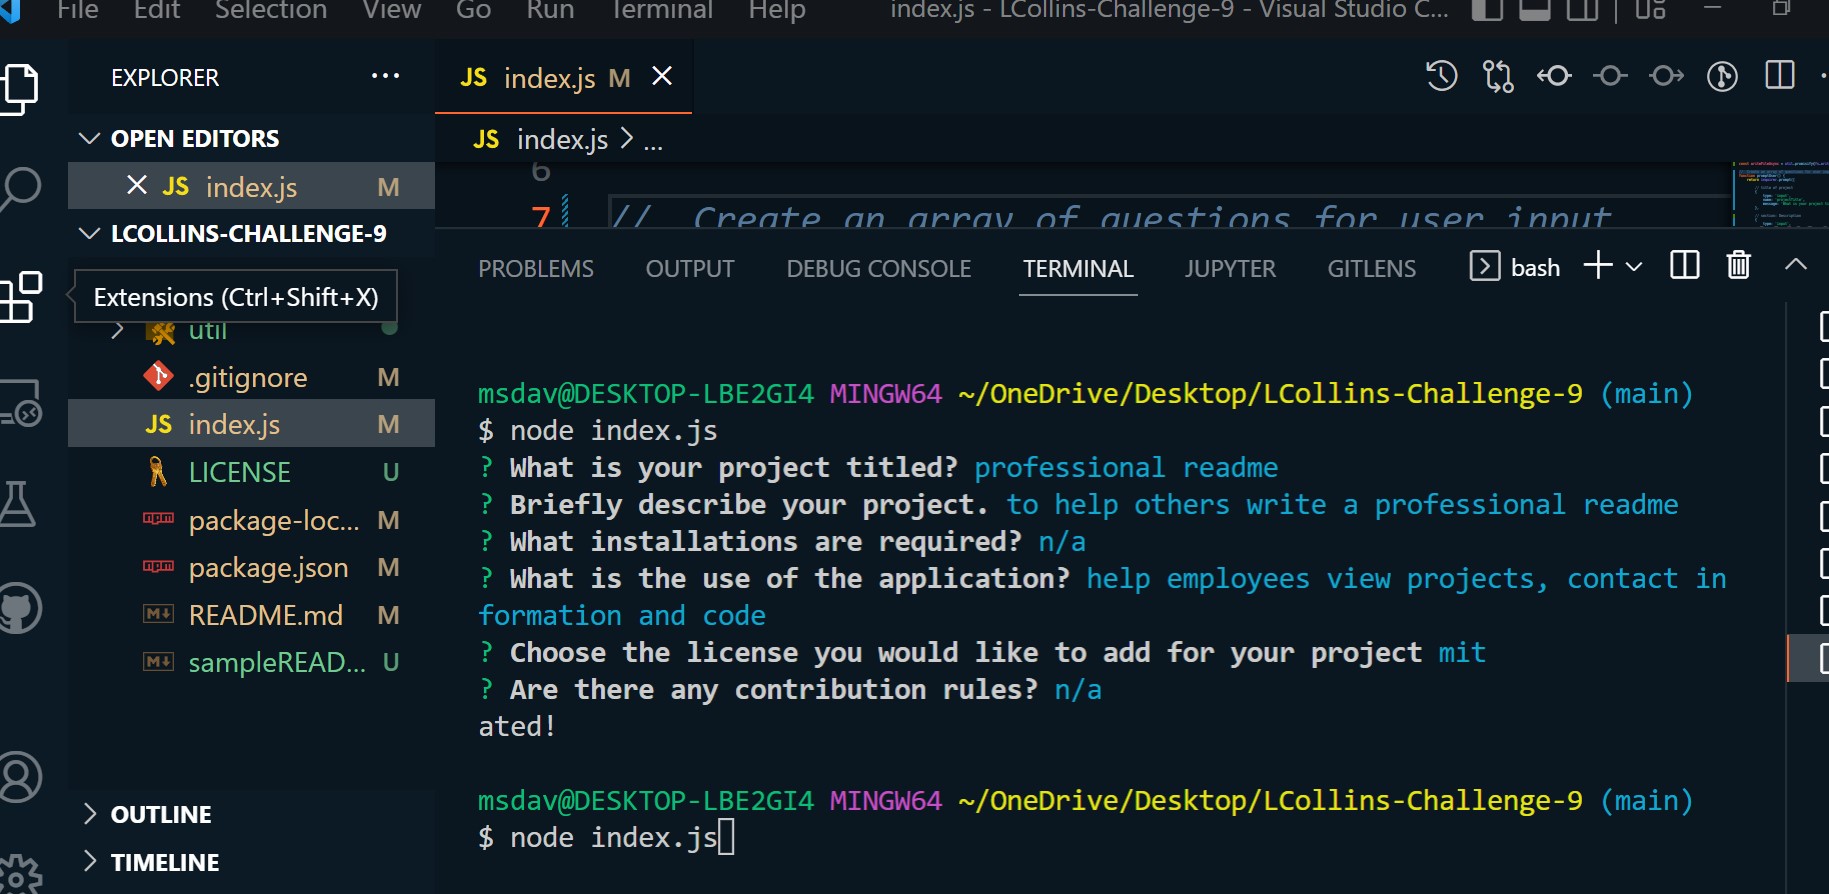 File Edit Selection View Go Run Terminal Help index.js - LCollins-Challenge-9 - Visual Studio C...
EXPLORER ...
OPEN EDITORS
JS index.js M
LCOLLINS-CHALLENGE-9
Extensions (Ctrl+Shift+X)
util
.gitignore M
JS index.js M
LICENSE U
package-loc... M
package.json M
README.md M
sampleREAD... U
OUTLINE
TIMELINE
JS index.js M
JS index.js > ...
6
7 // Create an array of questions for user input
PROBLEMS OUTPUT DEBUG CONSOLE TERMINAL JUPYTER GITLENS bash
msdav@DESKTOP-LBE2GI4 MINGW64 ~/OneDrive/Desktop/LCollins-Challenge-9 (main)
$ node index.js
? What is your project titled? professional readme
? Briefly describe your project. to help others write a professional readme
? What installations are required? n/a
? What is the use of the application? help employees view projects, contact in
formation and code
? Choose the license you would like to add for your project mit
? Are there any contribution rules? n/a
ated!
msdav@DESKTOP-LBE2GI4 MINGW64 ~/OneDrive/Desktop/LCollins-Challenge-9 (main)
$ node index.js